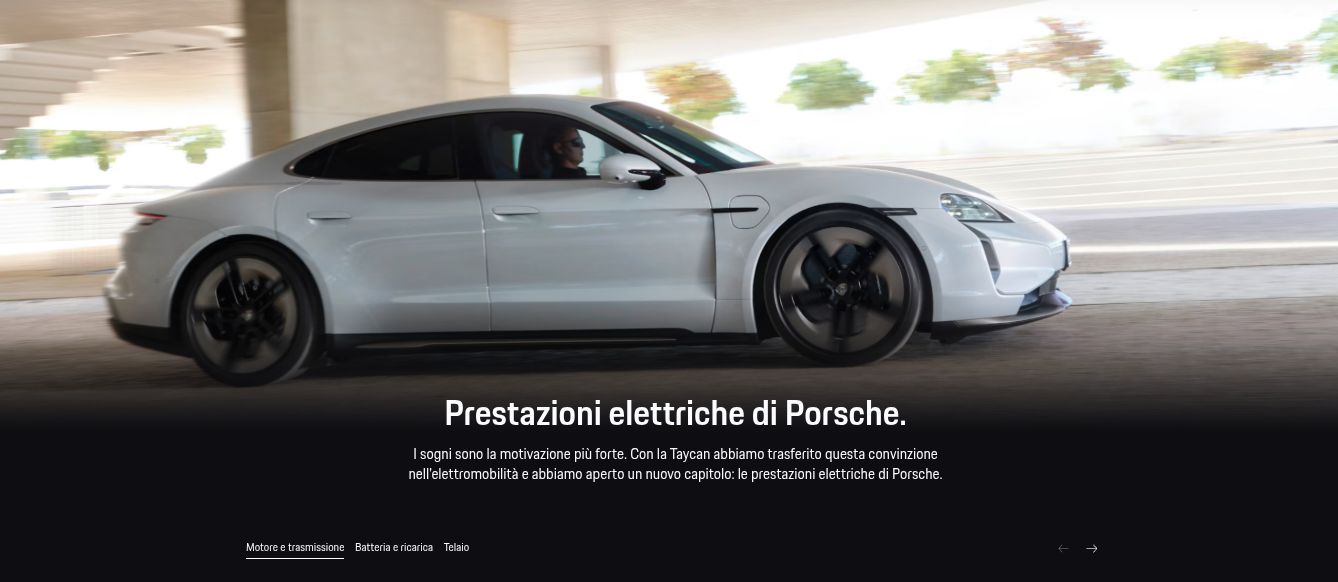 Prestazioni elettriche di Porsche.
I sogni sono la motivazione più forte. Con la Taycan abbiamo trasferito questa convinzione
nell'elettromobilità e abbiamo aperto un nuovo capitolo: le prestazioni elettriche di Porsche.
Motore e trasmissione Batteria e ricarica Telaio